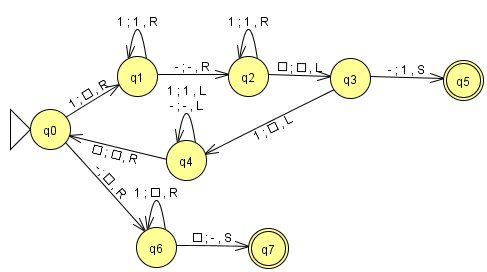 1 ; 1 , R
1 ; 1 , R
q1
- ; - , R
q2
□ ; □ , L
q3
- ; 1 , S
q5
1 ; □ , R
1 ; 1 , L
- ; - , L
q0
1 ; □ , L
□ ; □ , R
q4
- ; □ , R
1 ; □ , R
q6
□ ; - , S
q7